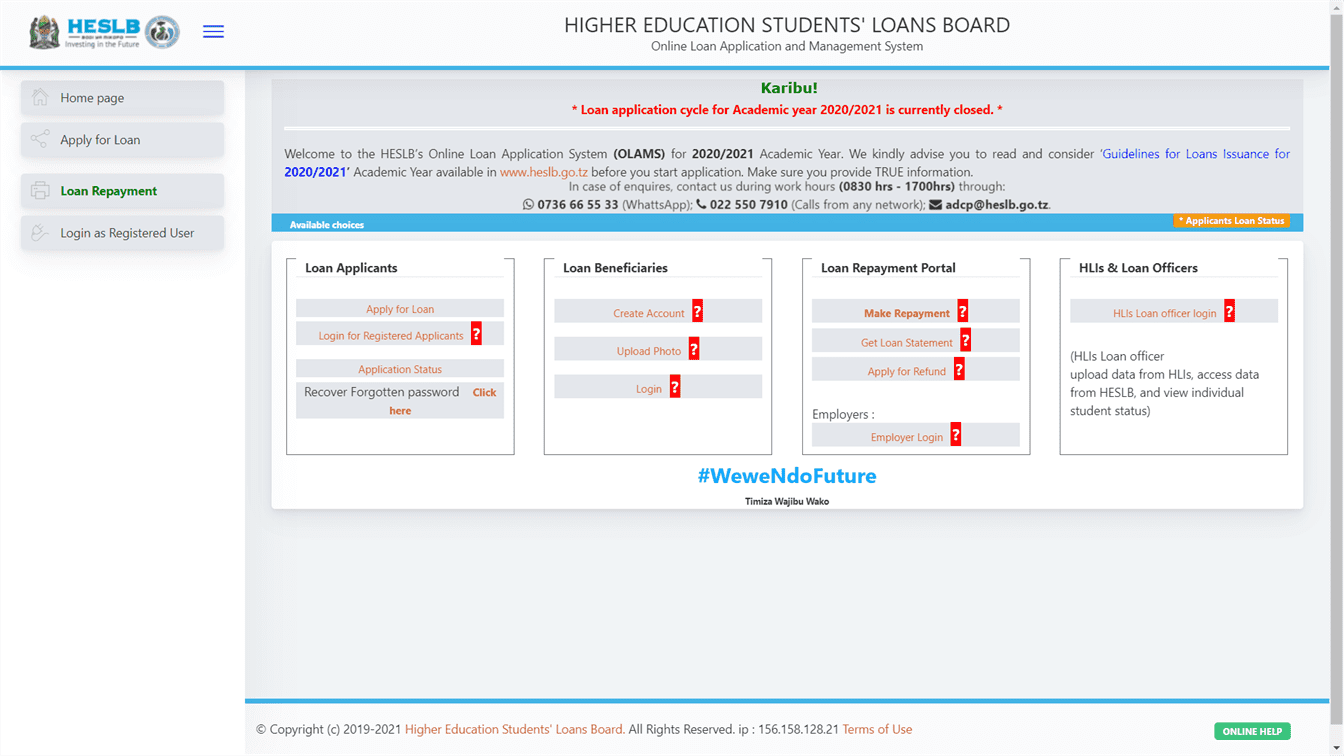 HESLB
BODI YA MIKOPO
Investing in the Future
HIGHER EDUCATION STUDENTS' LOANS BOARD
Online Loan Application and Management System
Home page
Apply for Loan
Loan Repayment
Login as Registered User
Karibu!
* Loan application cycle for Academic year 2020/2021 is currently closed. *
Welcome to the HESLB's Online Loan Application System (OLAMS) for 2020/2021 Academic Year. We kindly advise you to read and consider 'Guidelines for Loans Issuance for
2020/2021' Academic Year available in www.heslb.go.tz before you start application. Make sure you provide TRUE information.
In case of enquires, contact us during work hours (0830 hrs - 1700hrs) through:
0736 66 55 33 (WhattsApp); 022 550 7910 (Calls from any network); adcp@heslb.go.tz.
Available choices
* Applicants Loan Status
Loan Applicants
Apply for Loan
Login for Registered Applicants ?
Application Status
Recover Forgotten password Click
here
Loan Beneficiaries
Create Account ?
Upload Photo ?
Login ?
Loan Repayment Portal
Make Repayment ?
Get Loan Statement ?
Apply for Refund ?
Employers :
Employer Login ?
HLIs & Loan Officers
HLIs Loan officer login ?
(HLIs Loan officer
upload data from HLIs, access data
from HESLB, and view individual
student status)
#WeweNdoFuture
Timiza Wajibu Wako
© Copyright (c) 2019-2021 Higher Education Students' Loans Board. All Rights Reserved. ip : 156.158.128.21 Terms of Use
ONLINE HELP